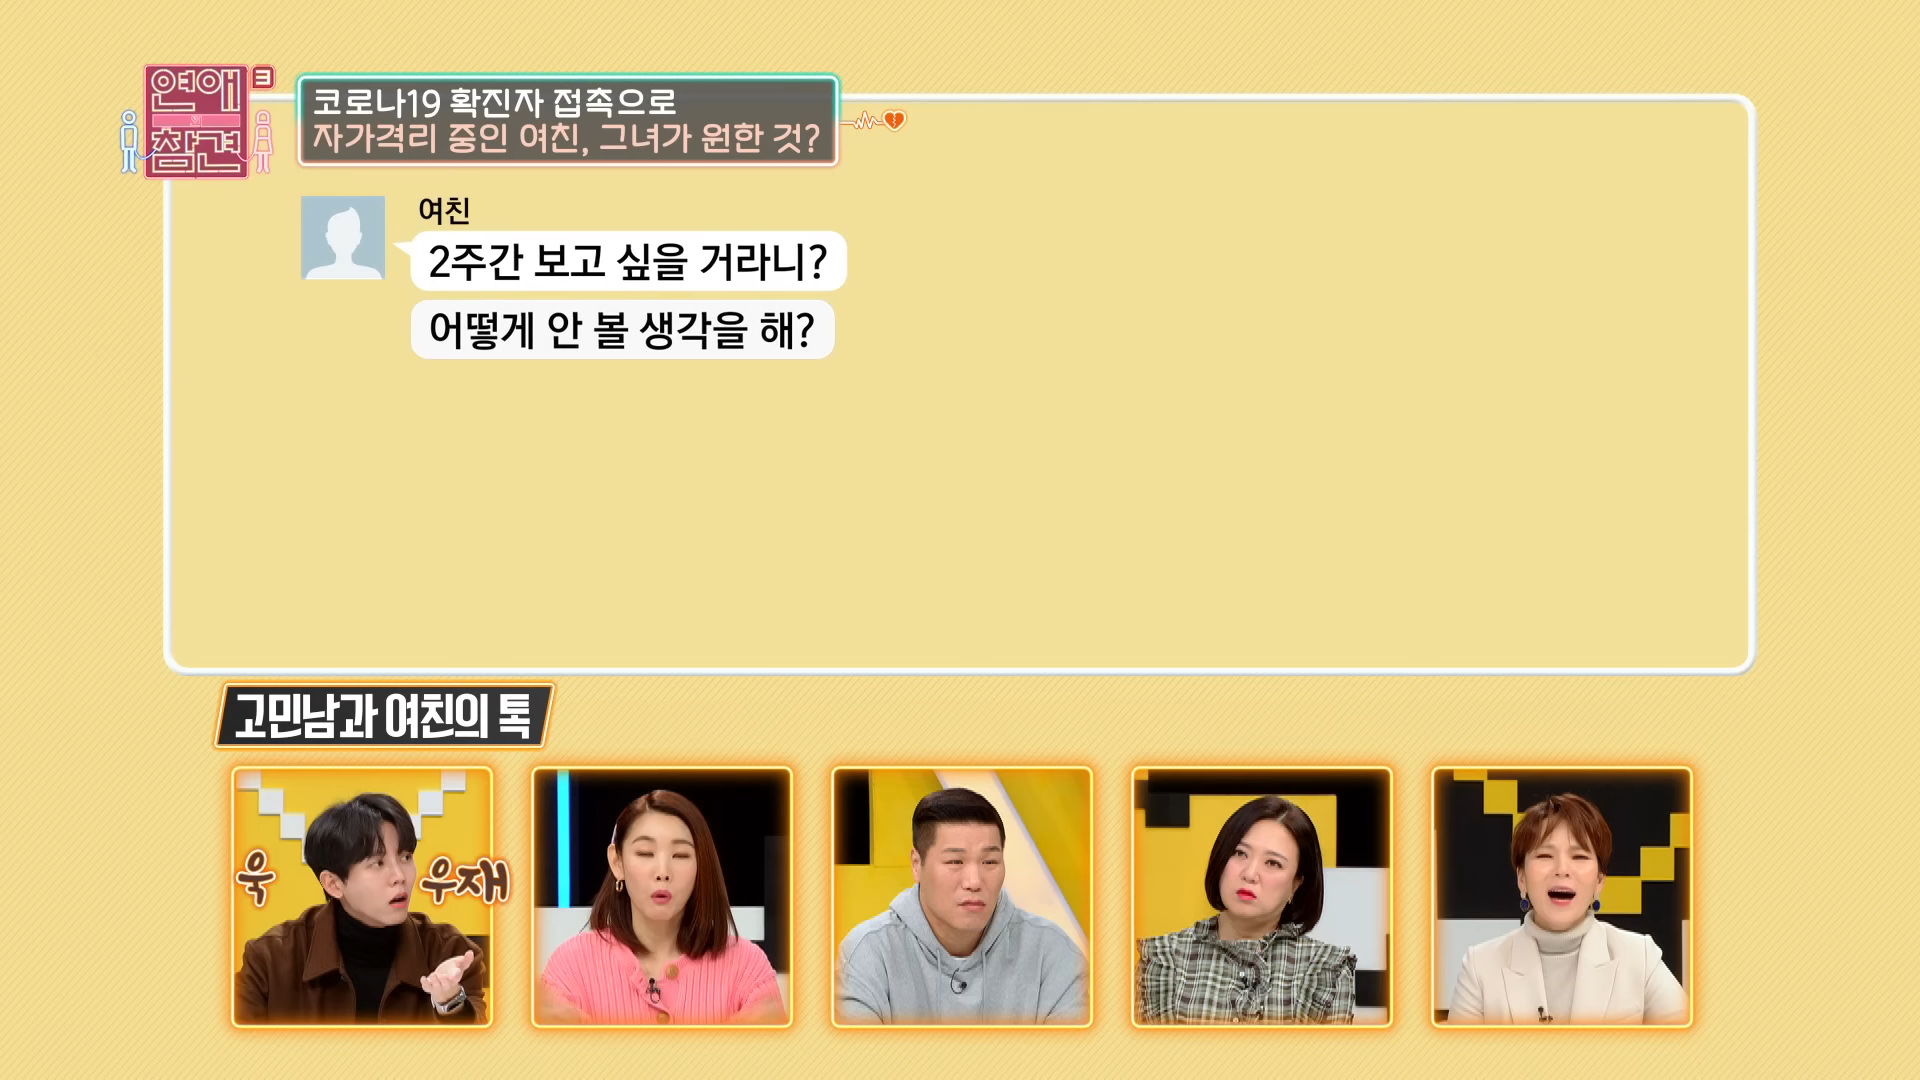 연애
의
참견
3
코로나19 확진자 접촉으로
자가격리 중인 여친, 그녀가 원한 것?
여친
2주간 보고 싶을 거라니?
어떻게 안 볼 생각을 해?
고민남과 여친의 톡
욱
우재